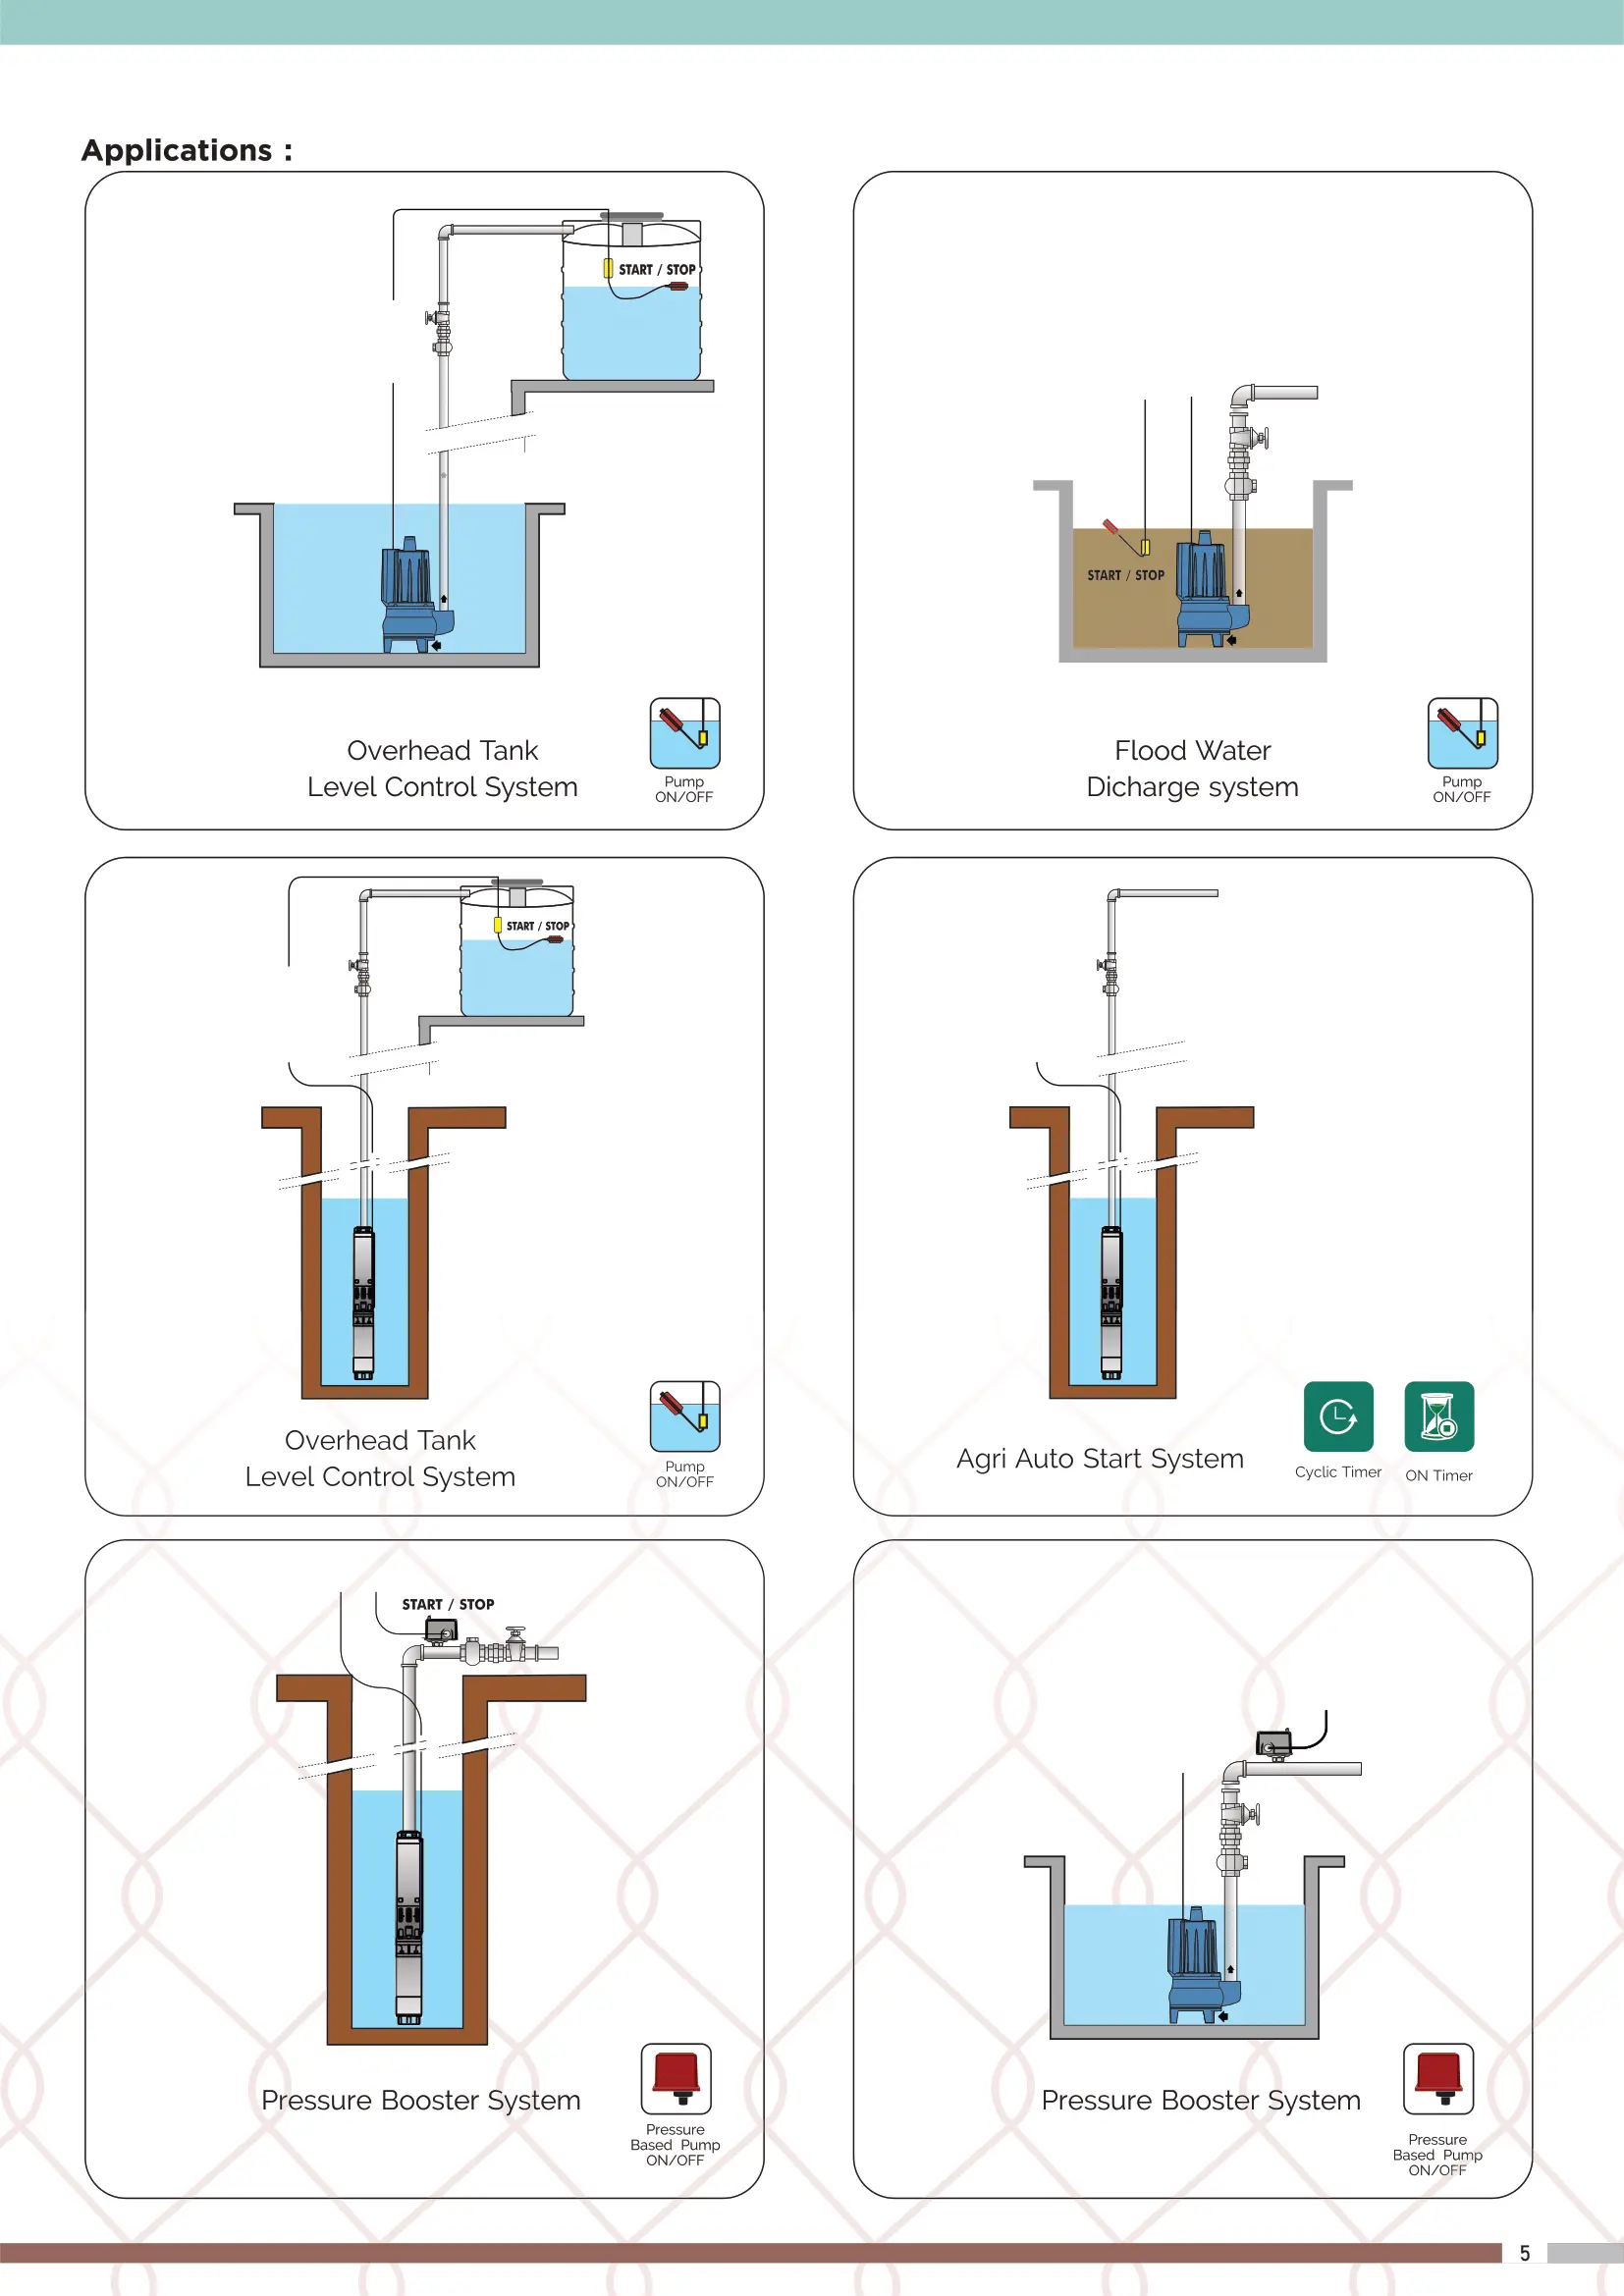 Applications :
START / STOP
Overhead Tank
Level Control System
Pump
ON/OFF
START / STOP
Flood Water
Dicharge system
Pump
ON/OFF
START / STOP
Overhead Tank
Level Control System
Pump
ON/OFF
Agri Auto Start System
Cyclic Timer
ON Timer
START / STOP
Pressure Booster System
Pressure
Based Pump
ON/OFF
Pressure Booster System
Pressure
Based Pump
ON/OFF
5